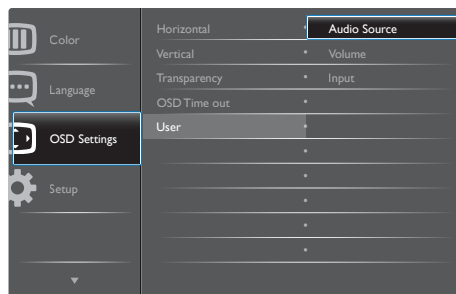 Color
Language
OSD Settings
Setup
Horizontal
Vertical
Transparency
OSD Time out
User
Audio Source
Volume
Input